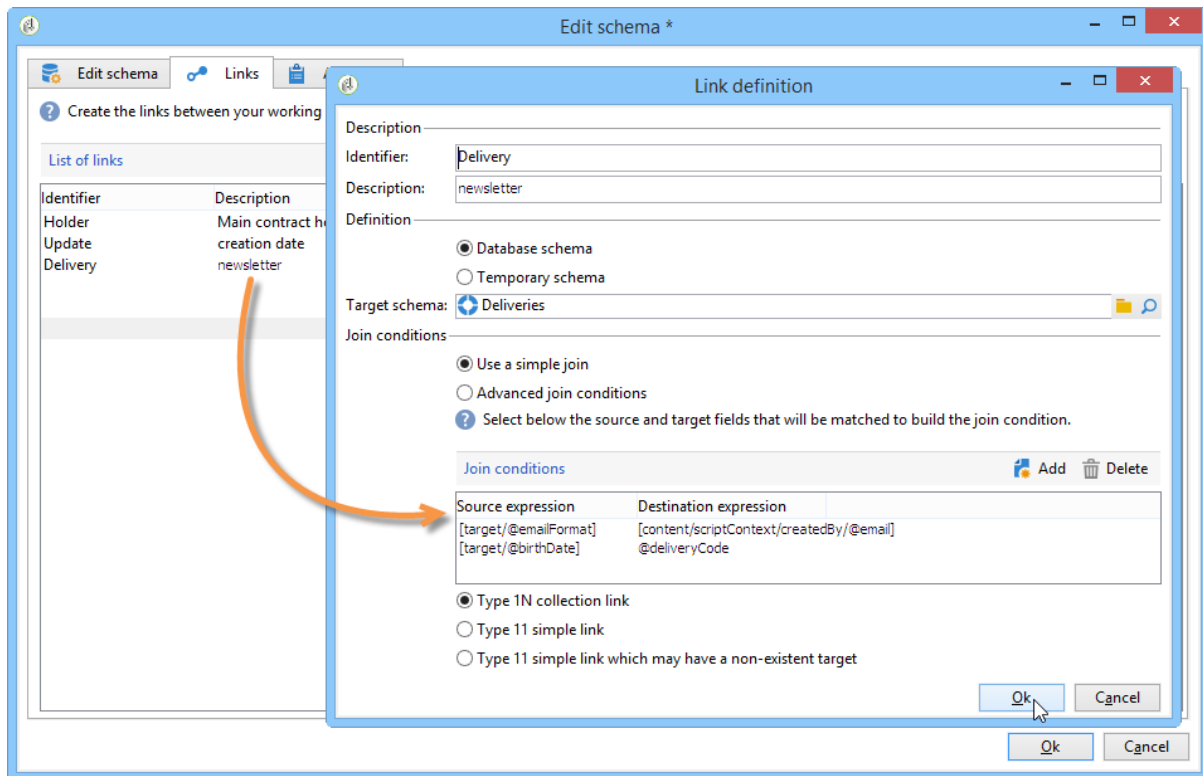 Edit schema *
Edit schema
Links
Create the links between your working
List of links
Identifier Description
Holder Main contract
Update creation date
Delivery newsletter
Link definition
Description
Identifier: Delivery
Description: newsletter
Definition
Database schema
Temporary schema
Target schema: Deliveries
Join conditions
Use a simple join
Advanced join conditions
Select below the source and target fields that will be matched to build the join condition.
Join conditions Add Delete
Source expression Destination expression
[target/@emailFormat] [content/scriptContext/createdBy/@email]
[target/@birthDate] @deliveryCode
Type 1N collection link
Type 11 simple link
Type 11 simple link which may have a non-existent target
Ok Cancel
Ok Cancel